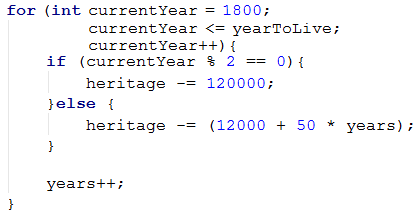 for (int currentYear = 1800;
        currentYear <= yearToLive;
        currentYear++){
    if (currentYear % 2 == 0){
        heritage -= 120000;
    }else {
        heritage -= (12000 + 50 * years);
    }

    years++;
}